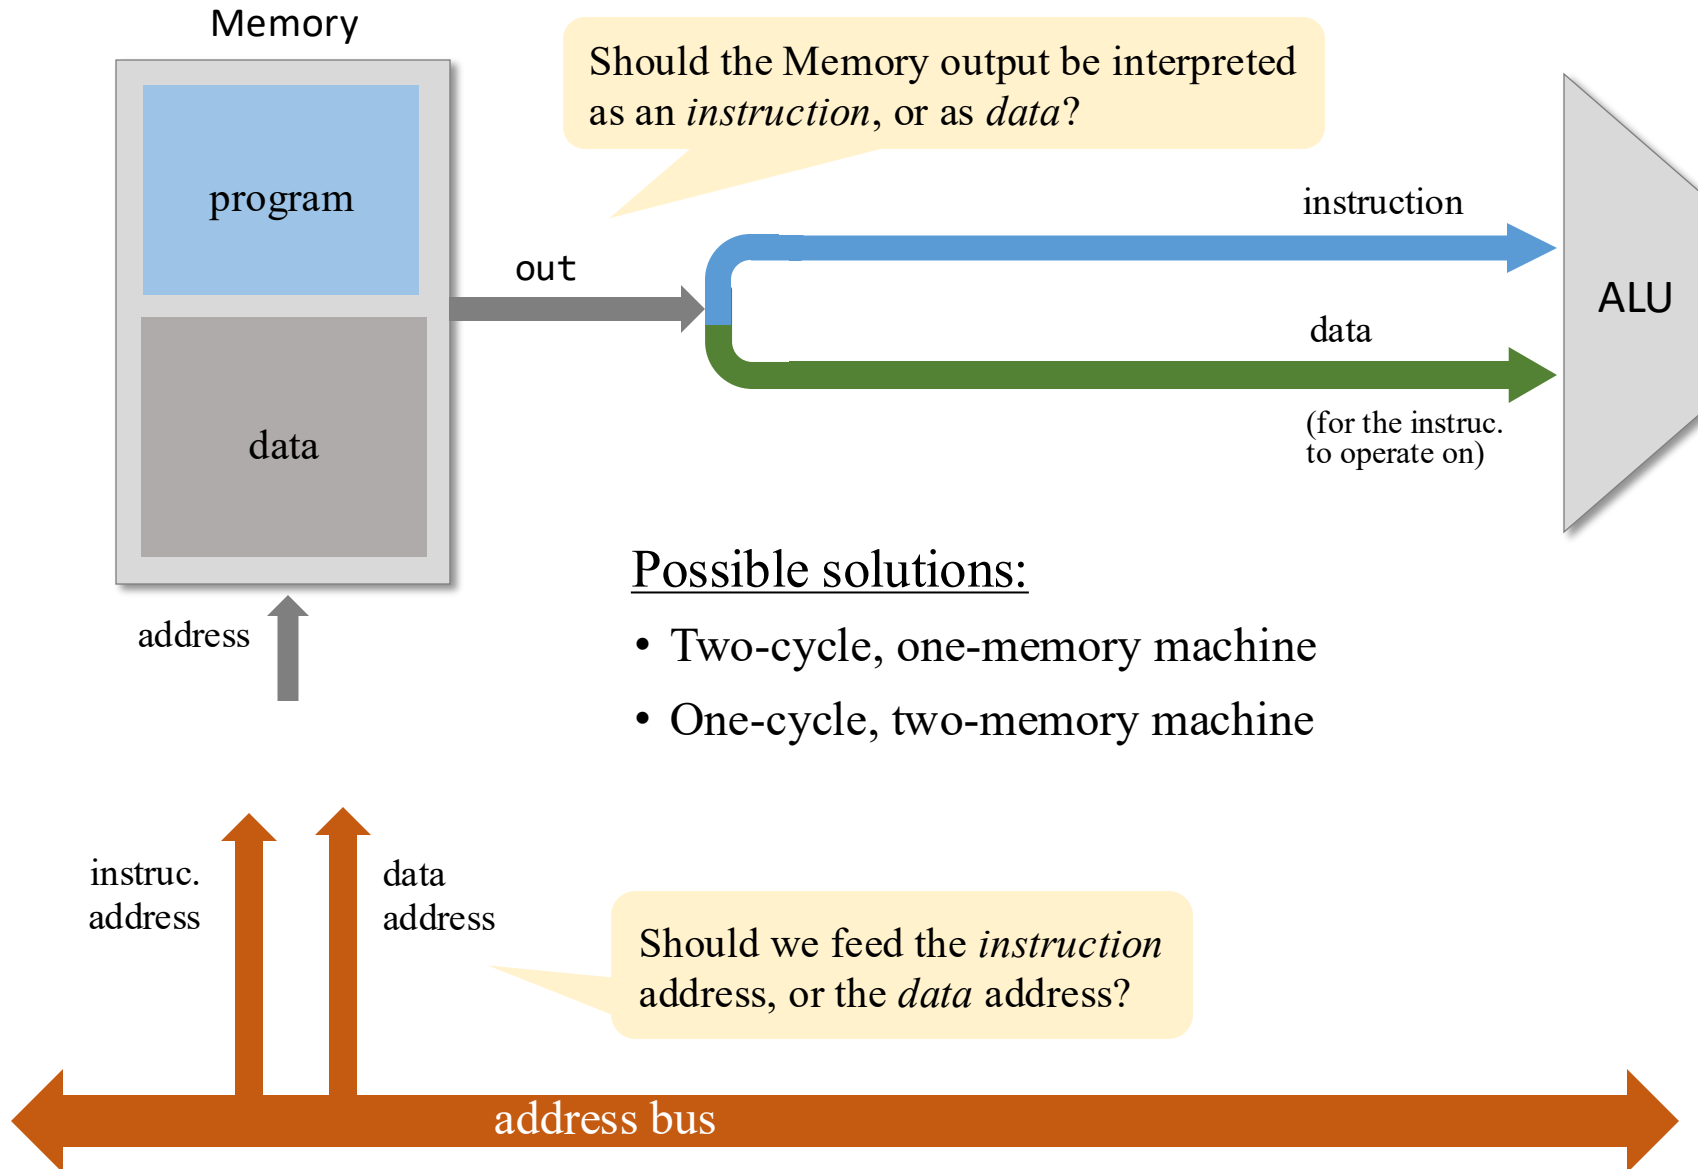 Memory
Should the Memory output be interpreted
as an instruction, or as data?
program
instruction
out
ALU
data
data
(for the instruc.
to operate on)
Possible solutions:
address
• Two-cycle, one-memory machine
• One-cycle, two-memory machine
instruc.
address
data
address
Should we feed the instruction
address, or the data address?
address bus